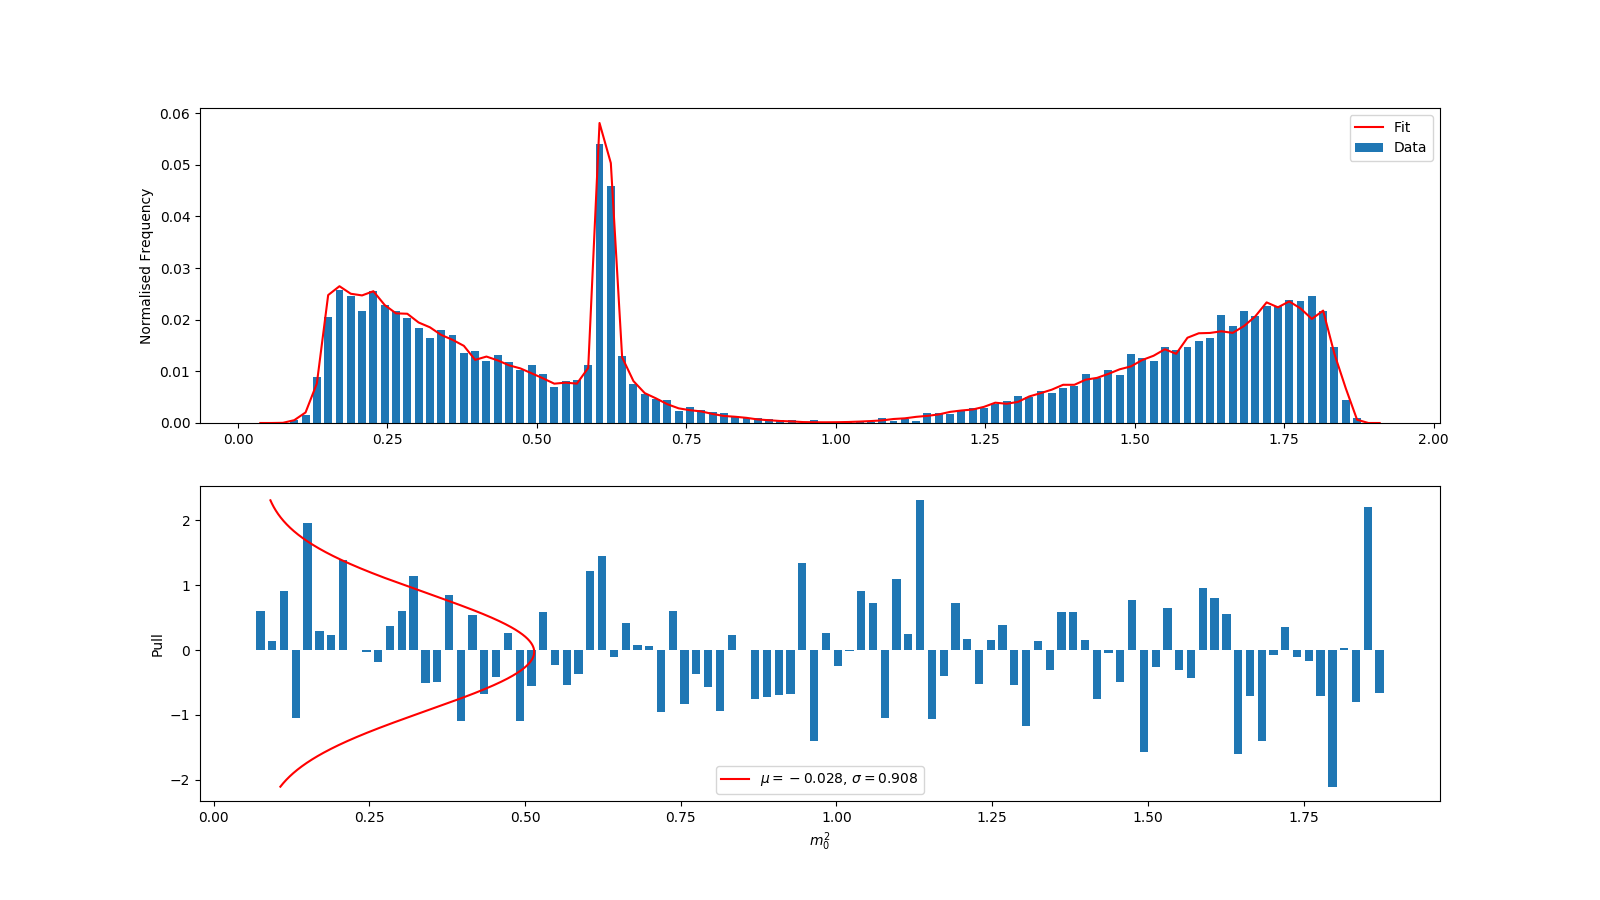 0.06
0.05
0.04
0.03
0.02
0.01
0.00
Normalised Frequency
Fit
Data
0.00 0.25 0.50 0.75 1.00 1.25 1.50 1.75 2.00
2
1
0
−1
−2
Pull
μ = −0.028, σ = 0.908
0.00 0.25 0.50 0.75 1.00 1.25 1.50 1.75
m₀²